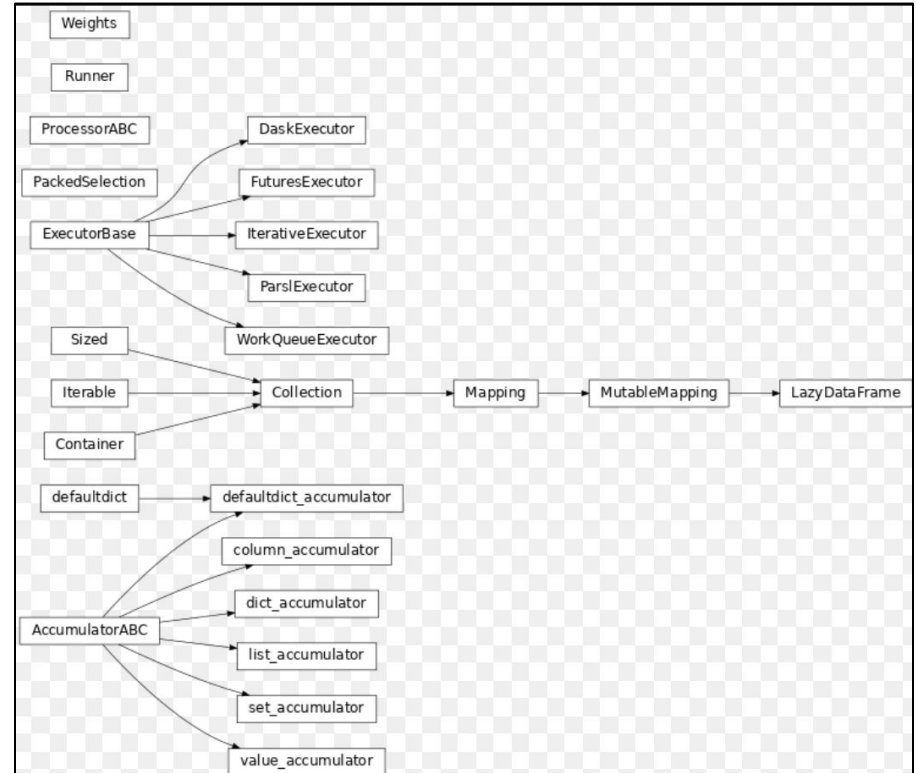 Weights
Runner
ProcessorABC
DaskExecutor
PackedSelection
FuturesExecutor
ExecutorBase
IterativeExecutor
ParslExecutor
Sized
WorkQueueExecutor
Iterable
Collection
Mapping
MutableMapping
LazyDataFrame
Container
defaultdict
defaultdict_accumulator
column_accumulator
dict_accumulator
AccumulatorABC
list_accumulator
set_accumulator
value_accumulator